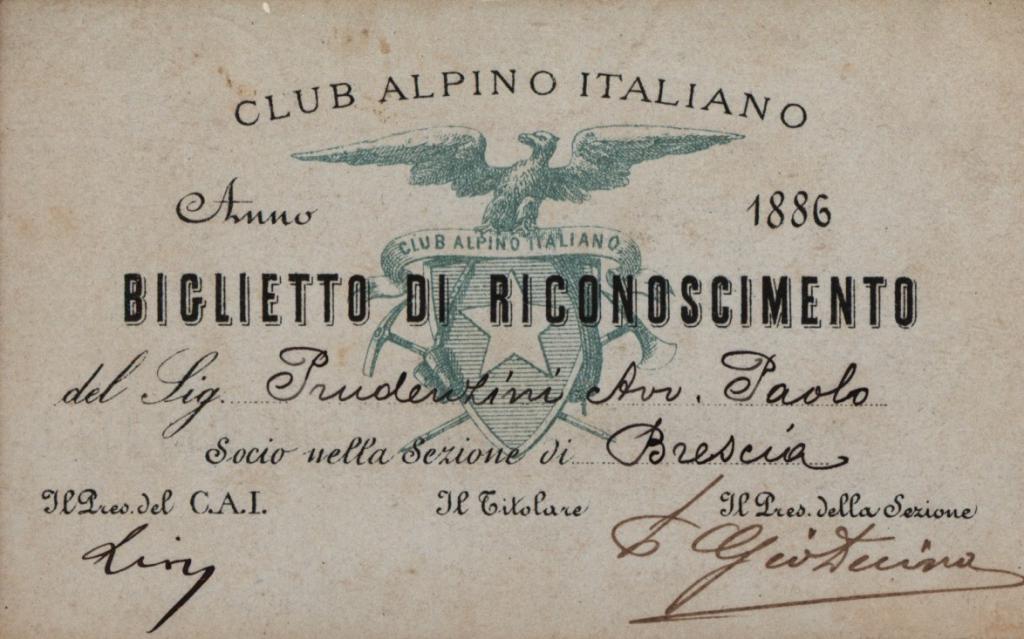 CLUB ALPINO ITALIANO
Anno 1886
CLUB ALPINO ITALIANO
BIGLIETTO DI RICONOSCIMENTO
del Sig. Prudenzini Avv. Paolo
Socio nella Sezione di Brescia
Il Pres. del C.A.I. Il Titolare Il Pres. della Sezione